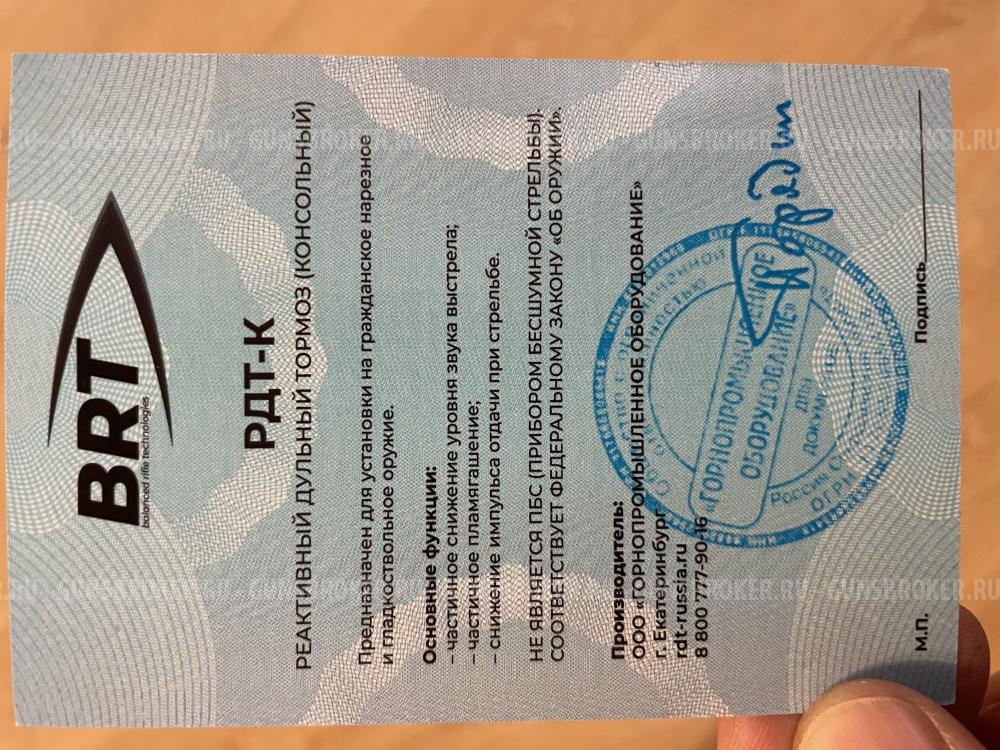 BRT
balanced rifle technologies
РДТ-К
РЕАКТИВНЫЙ ДУЛЬНЫЙ ТОРМОЗ (КОНСОЛЬНЫЙ)
Предназначен для установки на гражданское нарезное
и гладкоствольное оружие.
Основные функции:
– частичное снижение уровня звука выстрела;
– частичное пламягашение;
– снижение импульса отдачи при стрельбе.
НЕ ЯВЛЯЕТСЯ ПБС (ПРИБОРОМ БЕСШУМНОЙ СТРЕЛЬБЫ).
СООТВЕТСТВУЕТ ФЕДЕРАЛЬНОМУ ЗАКОНУ «ОБ ОРУЖИИ».
Производитель:
ООО «ГОРНОПРОМЫШЛЕННОЕ ОБОРУДОВАНИЕ»
г. Екатеринбург
rdt-russia.ru
8 800 777-90-16
«ГОРНОПРОМЫШЛЕННОЕ
ОБОРУДОВАНИЕ»
М.П.
Подпись